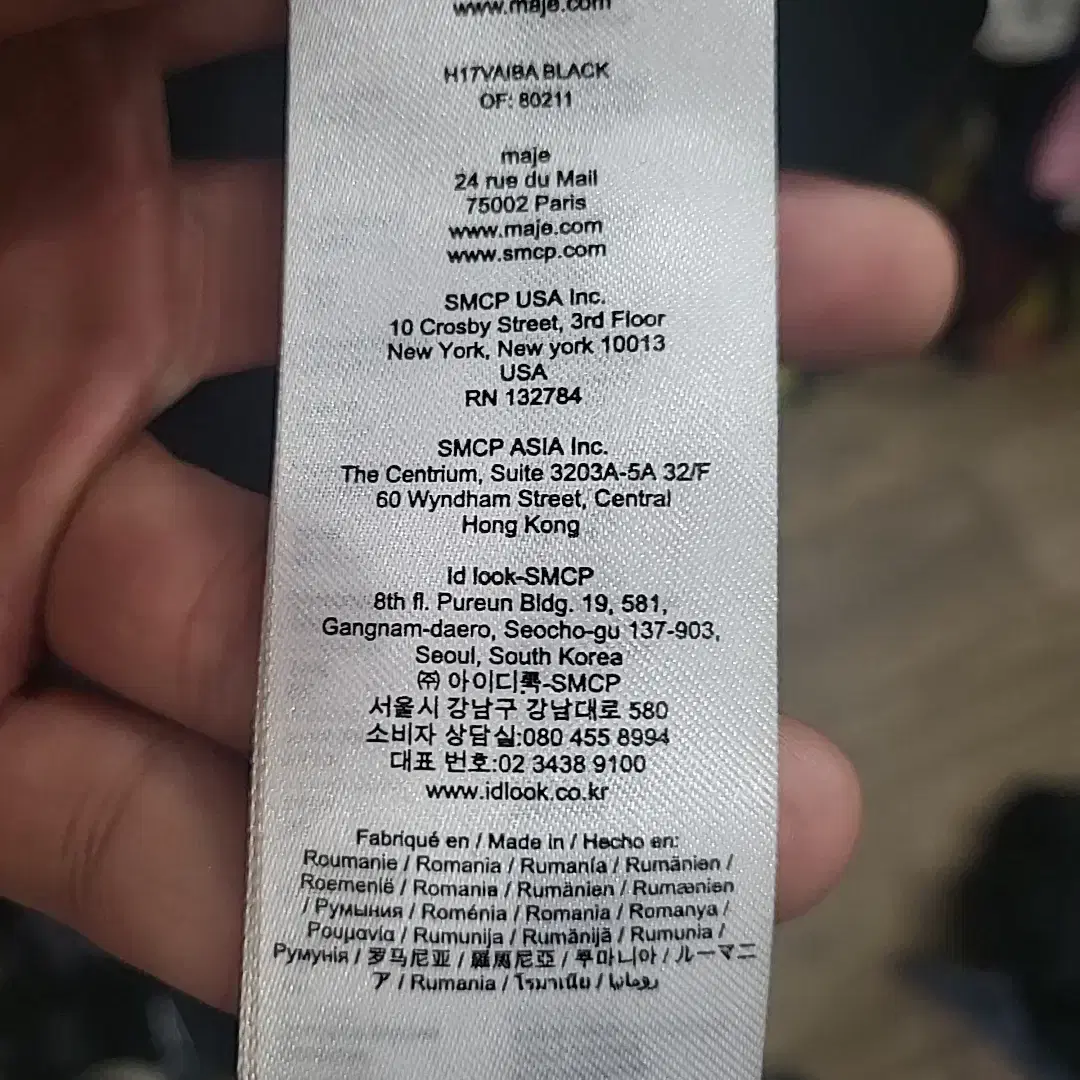 www.maje.com
H17VAIBA BLACK
OF: 80211
maje
24 rue du Mail
75002 Paris
www.maje.com
www.smcp.com
SMCP USA Inc.
10 Crosby Street, 3rd Floor
New York, New york 10013
USA
RN 132784
SMCP ASIA Inc.
The Centrium, Suite 3203A-5A 32/F
60 Wyndham Street, Central
Hong Kong
Id look-SMCP
8th fl. Pureun Bldg. 19, 581,
Gangnam-daero, Seocho-gu 137-903,
Seoul, South Korea
㈜ 아이디룩-SMCP
서울시 강남구 강남대로 580
소비자 상담실:080 455 8994
대표 번호:02 3438 9100
www.idlook.co.kr
Fabriqué en / Made in / Hecho en:
Roumanie / Romania / Rumanía / Rumänien /
Roemenië / Romania / Rumänien / Rumænien
/ Румыния / Roménia / Romania / Romanya /
Ρουμανία / Rumunija / Rumānijā / Rumunia /
Румунія / 罗马尼亚 / 羅馬尼亞 / 루마니아 / ルーマニ
ア / Rumania / โรมาเนีย / رومانيا